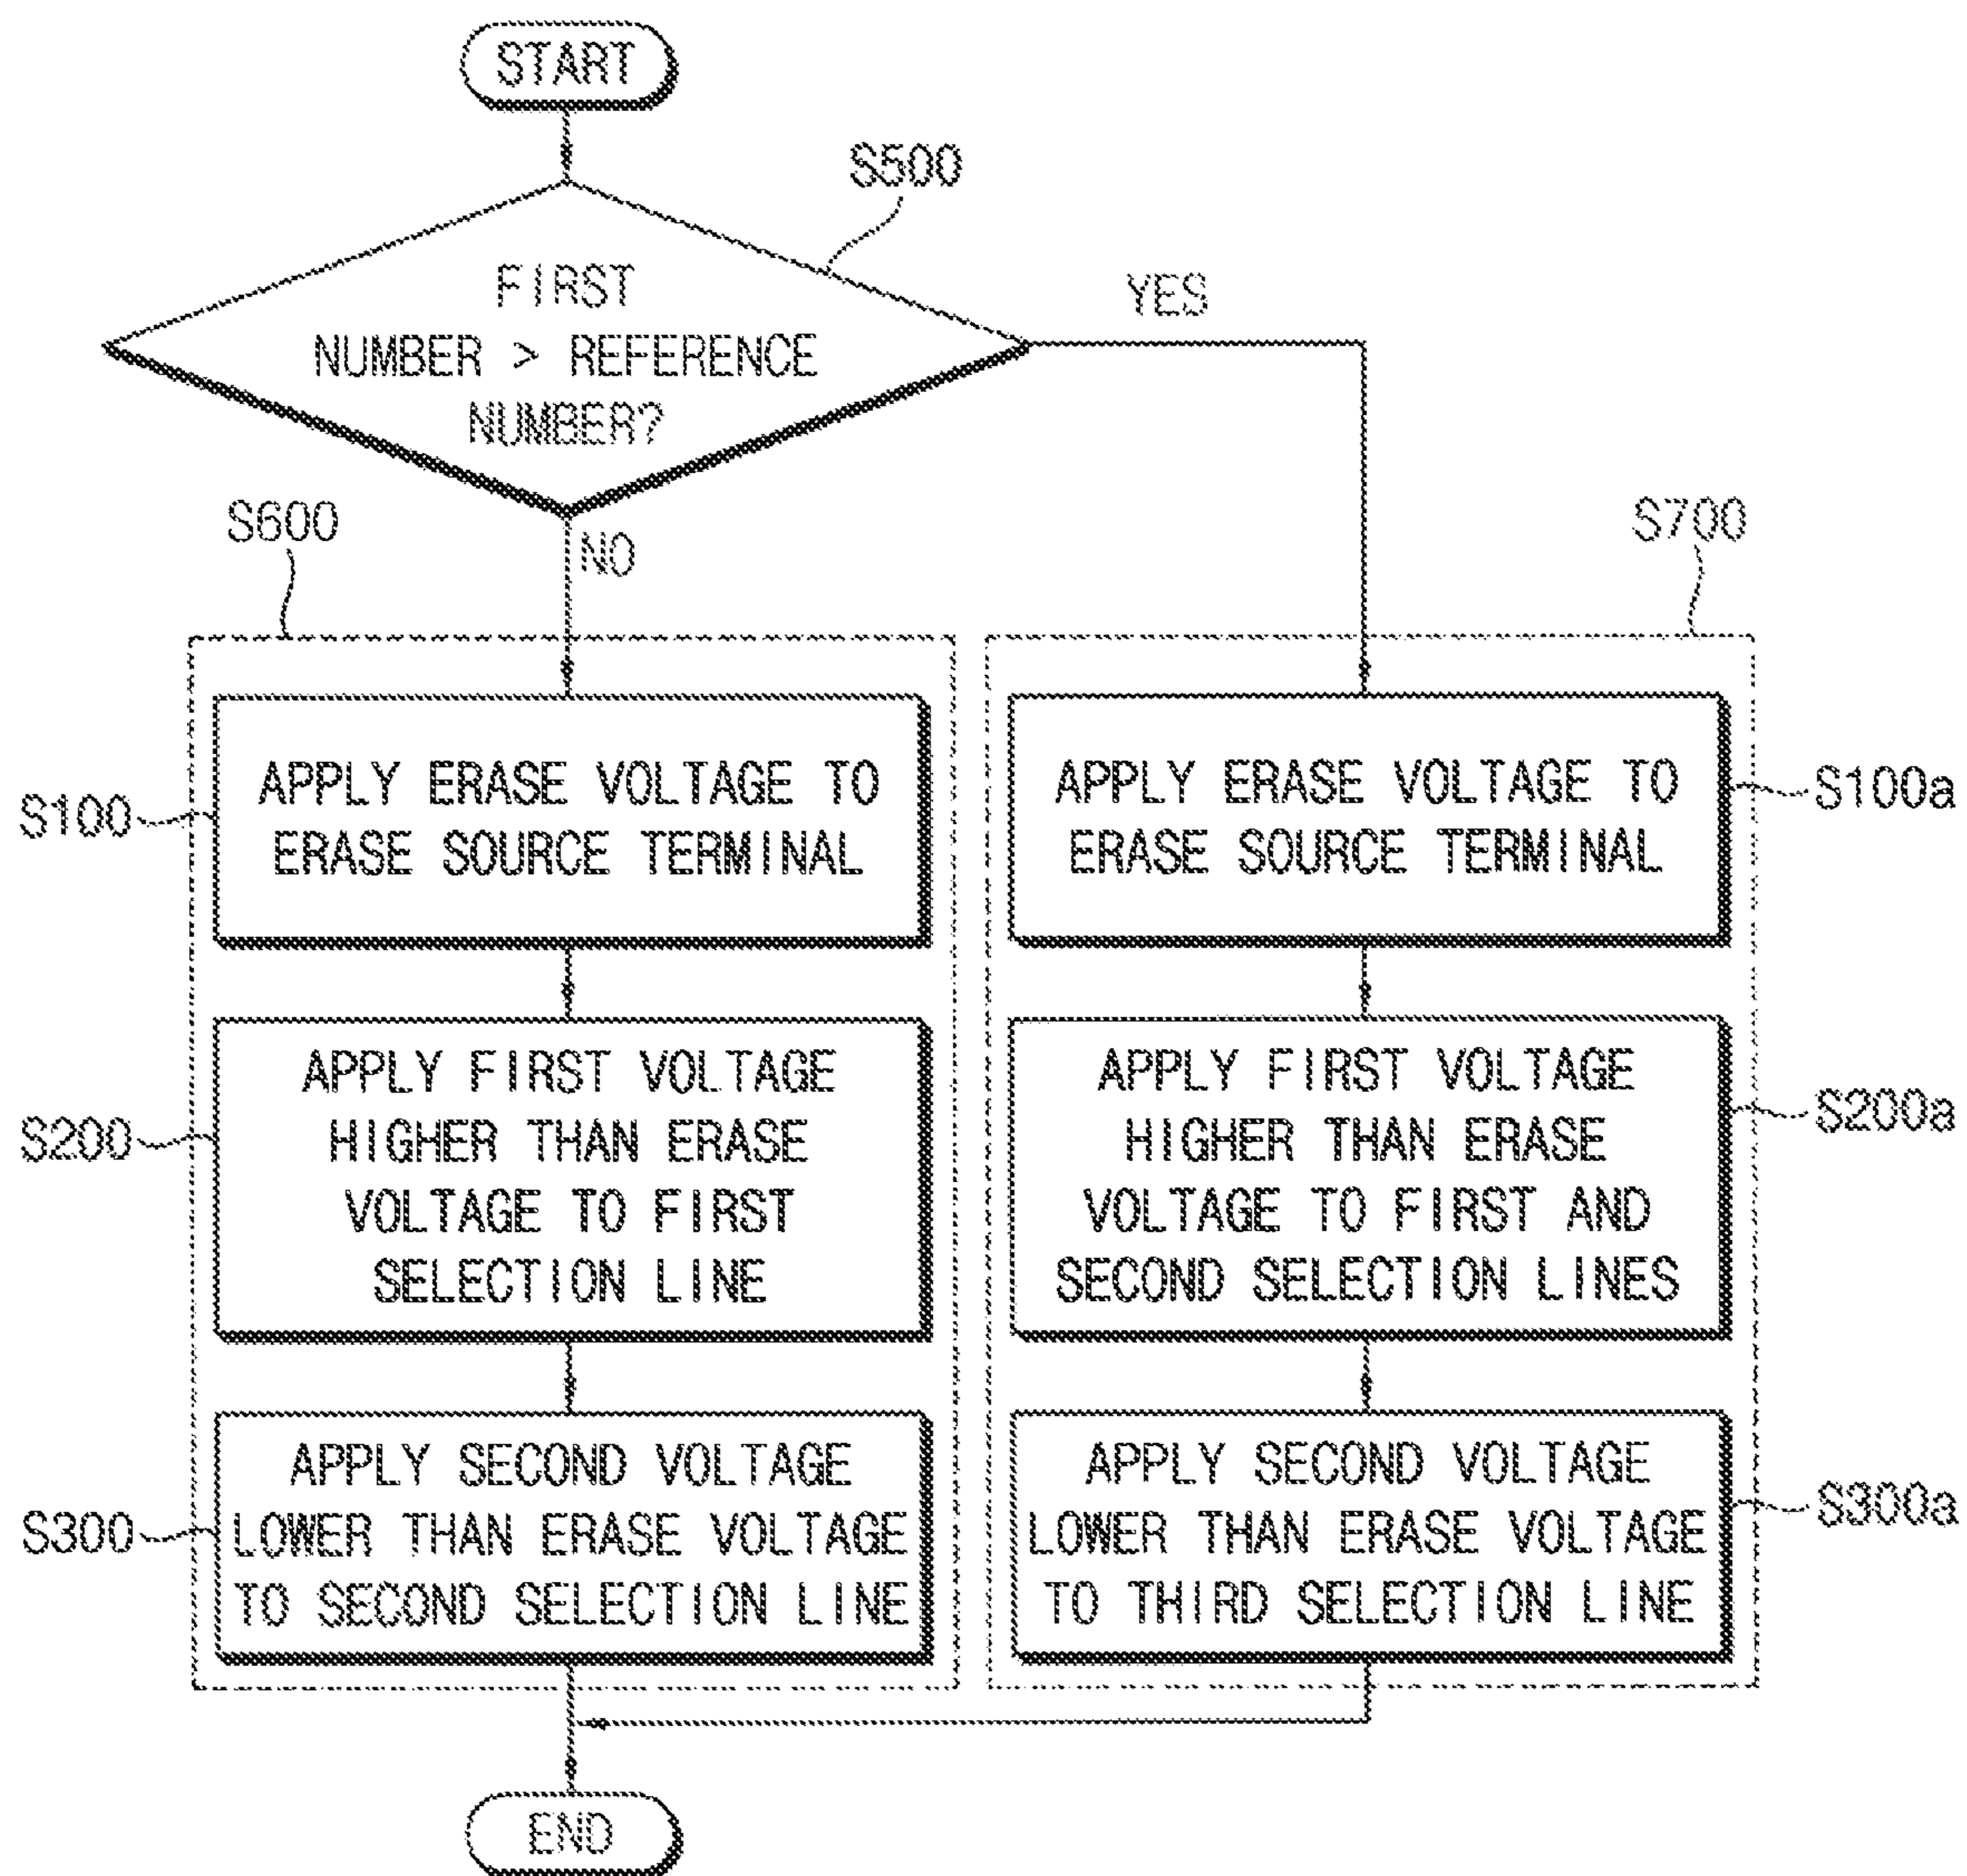 START
S500
FIRST
NUMBER > REFERENCE
NUMBER?
YES
NO
S600
S700
S100
APPLY ERASE VOLTAGE TO
ERASE SOURCE TERMINAL
APPLY ERASE VOLTAGE TO
ERASE SOURCE TERMINAL
S100a
S200
APPLY FIRST VOLTAGE
HIGHER THAN ERASE
VOLTAGE TO FIRST
SELECTION LINE
APPLY FIRST VOLTAGE
HIGHER THAN ERASE
VOLTAGE TO FIRST AND
SECOND SELECTION LINES
S200a
S300
APPLY SECOND VOLTAGE
LOWER THAN ERASE VOLTAGE
TO SECOND SELECTION LINE
APPLY SECOND VOLTAGE
LOWER THAN ERASE VOLTAGE
TO THIRD SELECTION LINE
S300a
END